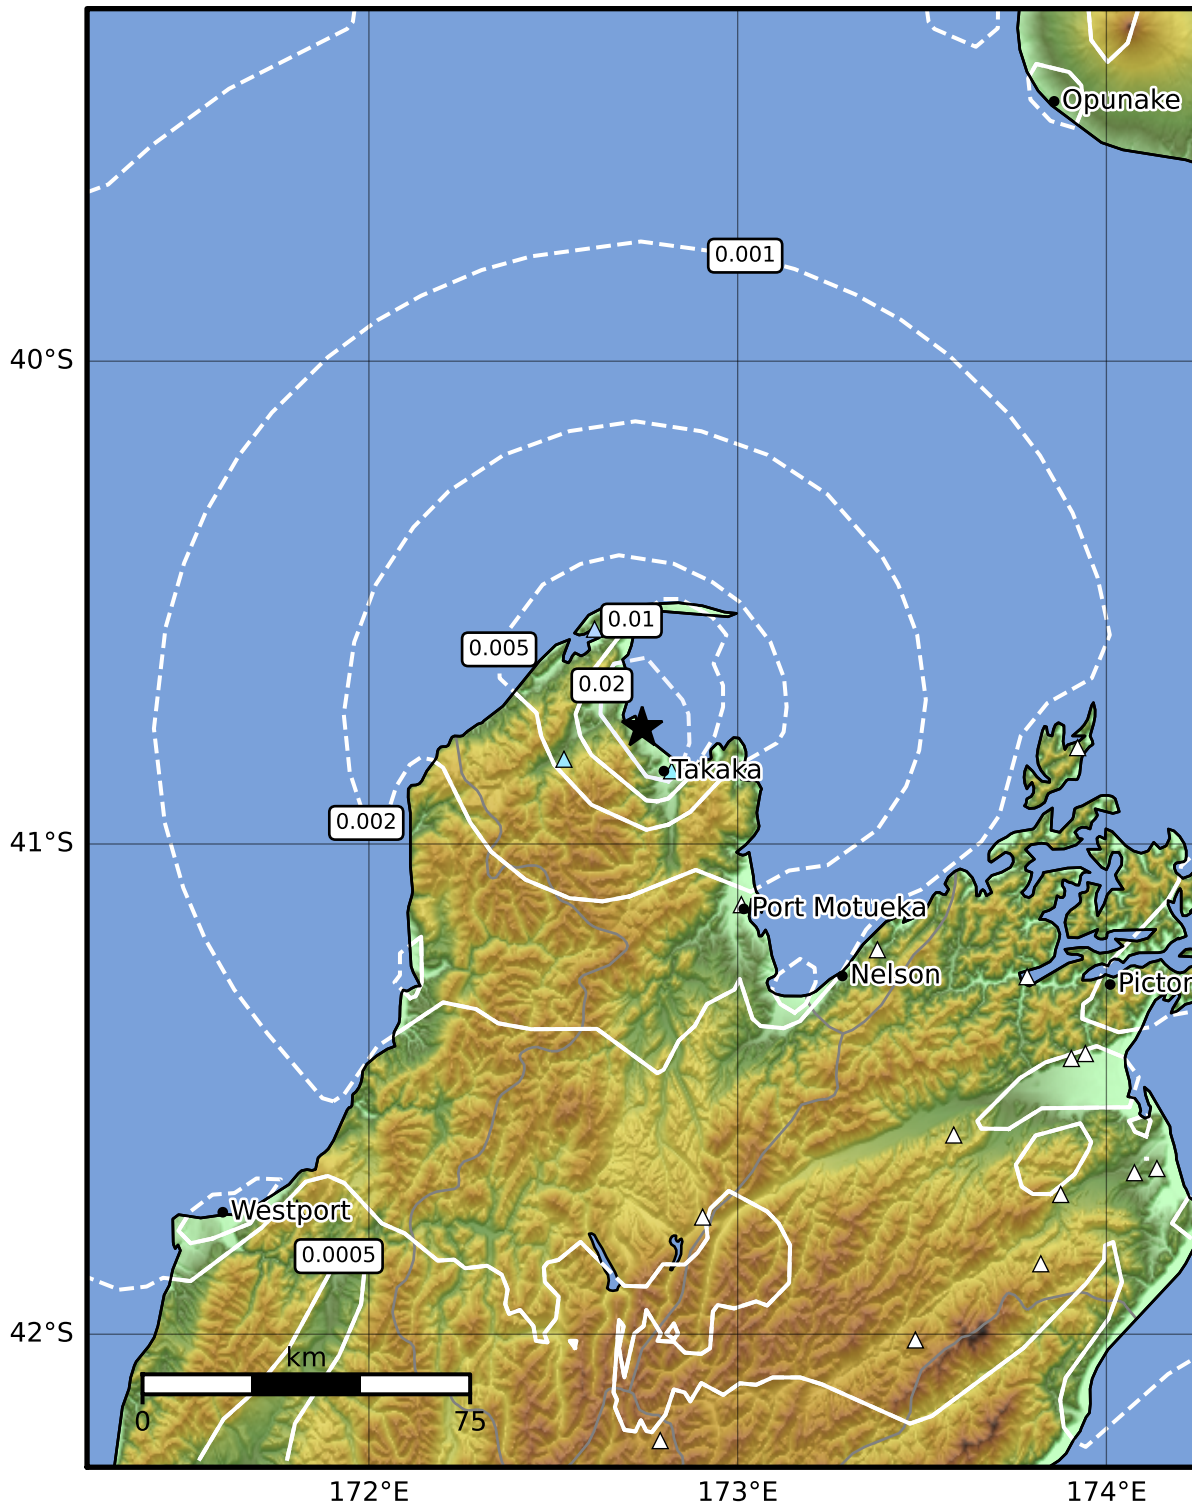 Opunake
0.001
40°S
0.01
0.005
0.02
Takaka
0.002
41°S
Port Motueka
Nelson
Picton
Westport
0.0005
42°S
km
0
75
172°E
173°E
174°E